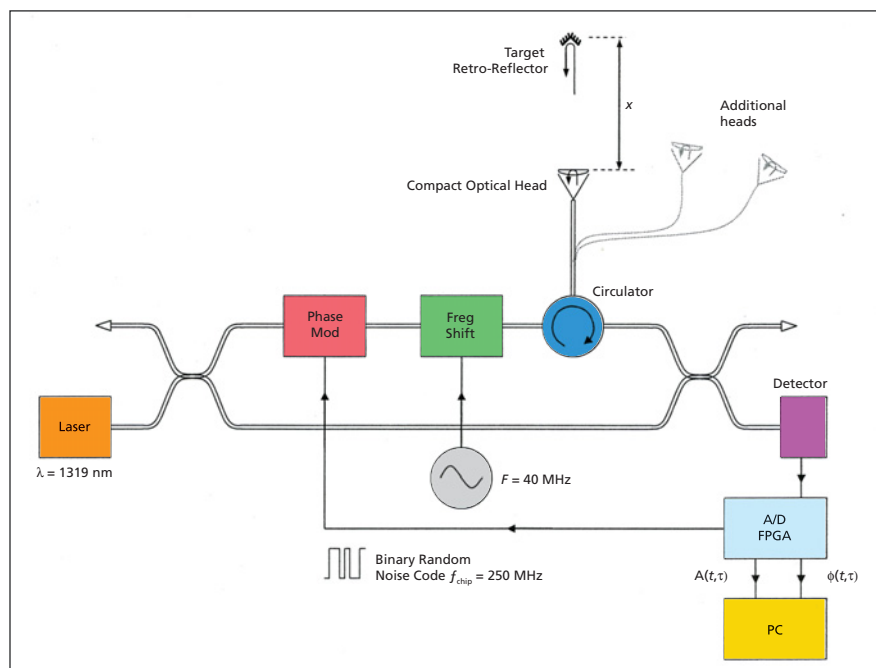 Target
Retro-Reflector
x
Additional
heads
Compact Optical Head
Circulator
Phase
Mod
Freg
Shift
Detector
Laser
λ = 1319 nm
F = 40 MHz
A/D
FPGA
Binary Random
Noise Code fchip = 250 MHz
A(t,τ)
ϕ(t,τ)
PC